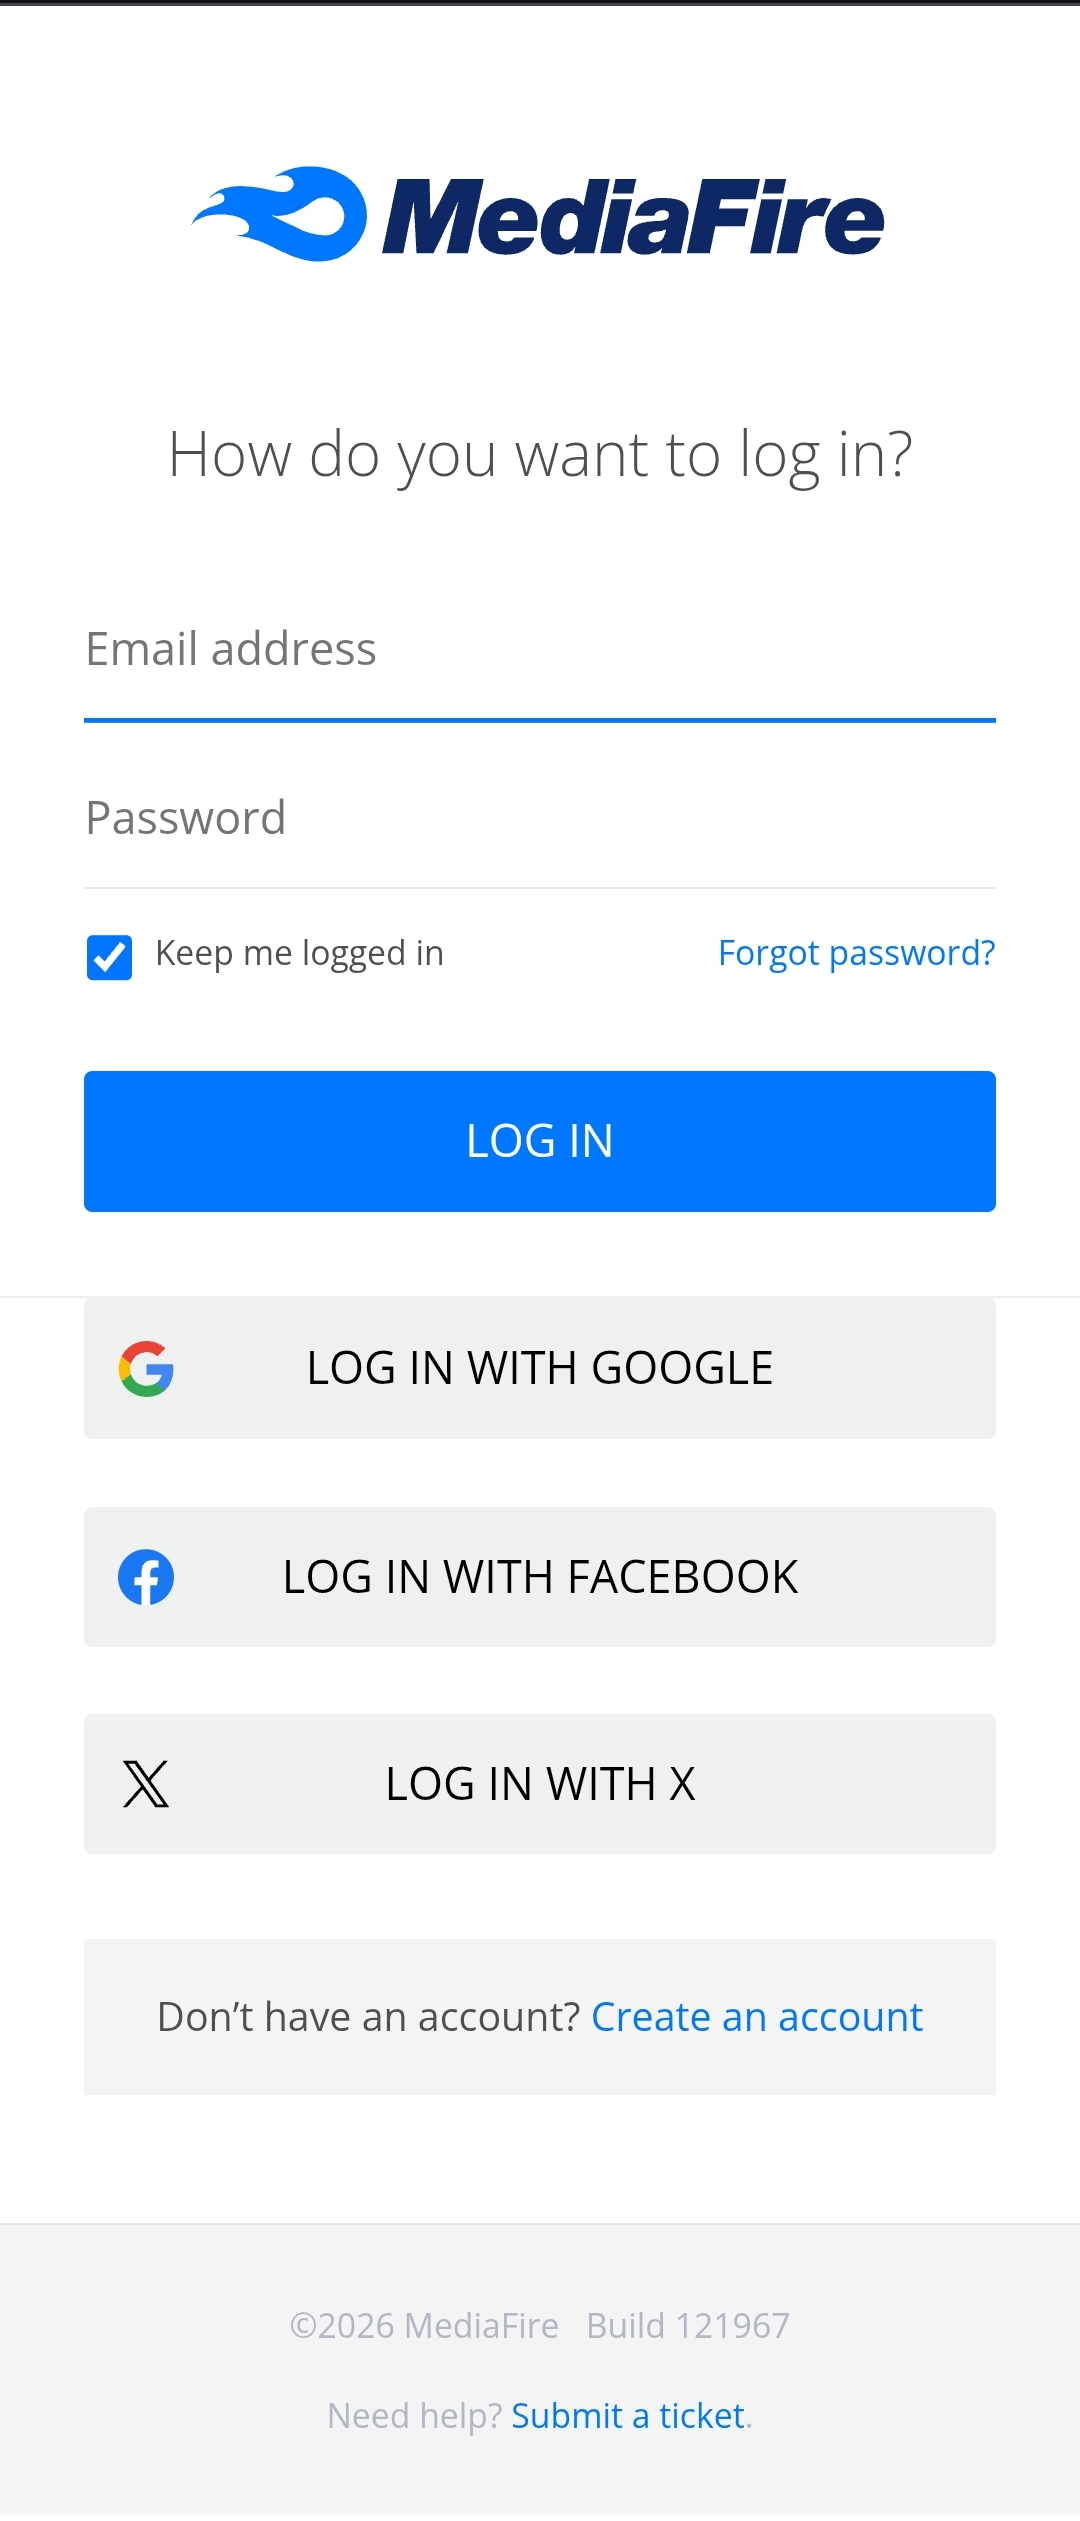 MediaFire
How do you want to log in?
Email address
Password
Keep me logged in
Forgot password?
LOG IN
LOG IN WITH GOOGLE
LOG IN WITH FACEBOOK
LOG IN WITH X
Don’t have an account? Create an account
©2026 MediaFire Build 121967
Need help? Submit a ticket.